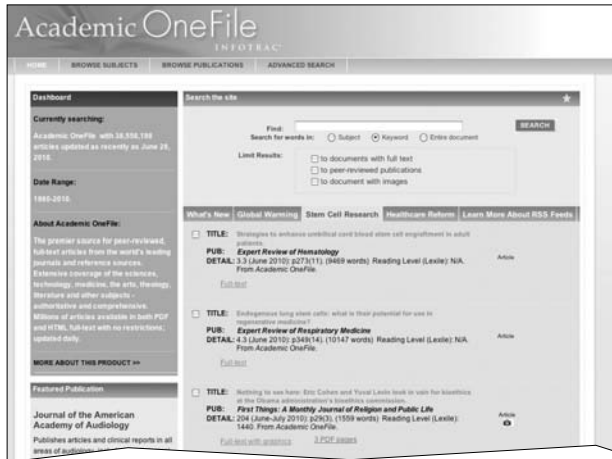 Academic OneFile
INFOTRAC
HOME BROWSE SUBJECTS BROWSE PUBLICATIONS ADVANCED SEARCH
Dashboard
Currently searching:
Academic OneFile with
articles updated as recently as June
2010.
Date Range:
1980-2010.
About Academic OneFile:
The premier source for peer-reviewed,
full-text articles from the world's leading
journals and reference sources.
Extensive coverage of the sciences,
technology, medicine, the arts, theology,
literature and other subjects -
authoritative and comprehensive.
Millions of articles available in both PDF
and HTML full-text with no restrictions;
updated daily.
MORE ABOUT THIS PRODUCT >>
Featured Publication
Journal of the American
Academy of Audiology
Publishes articles and clinical reports in all
areas of audiology,
Search the site
Find: SEARCH
Search for words in: Subject Keyword Entire document
Limit Results: to documents with full text
to peer-reviewed publications
to document with images
What's New Global Warming Stem Cell Research Healthcare Reform Learn More About RSS Feeds
TITLE: Strategies to enhance umbilical cord blood stem cell engraftment in adult
patients.
PUB: Expert Review of Hematology
DETAIL: 3.3 (June 2010): p273(11). (9469 words) Reading Level (Lexile): N/A.
From Academic OneFile.
Article
Full-text
TITLE: Endogenous lung stem cells: what is their potential for use in
regenerative medicine?
PUB: Expert Review of Respiratory Medicine
DETAIL: 4.3 (June 2010): p349(14). (10147 words) Reading Level (Lexile): N/A.
From Academic OneFile.
Article
Full-text
TITLE: Nothing to see here: Eric Cohen and Yuval Levin look in vain for bioethics
at the Obama administration's bioethics commission.
PUB: First Things: A Monthly Journal of Religion and Public Life
DETAIL: 204 (June-July 2010): p29(3). (1559 words) Reading Level (Lexile):
1440. From Academic OneFile.
Article
Full-text with graphics 3 PDF pages